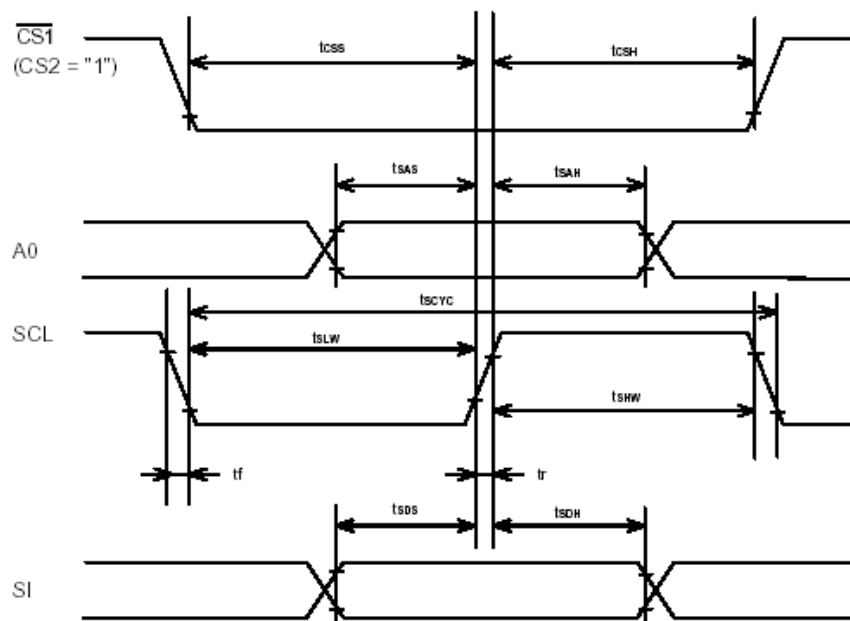 CS1
(CS2 = "1")
tCSS
tCSH
tSAS
tSAH
A0
tSCYC
SCL
tSLW
tSHW
tf
tr
tSDS
tSDH
SI